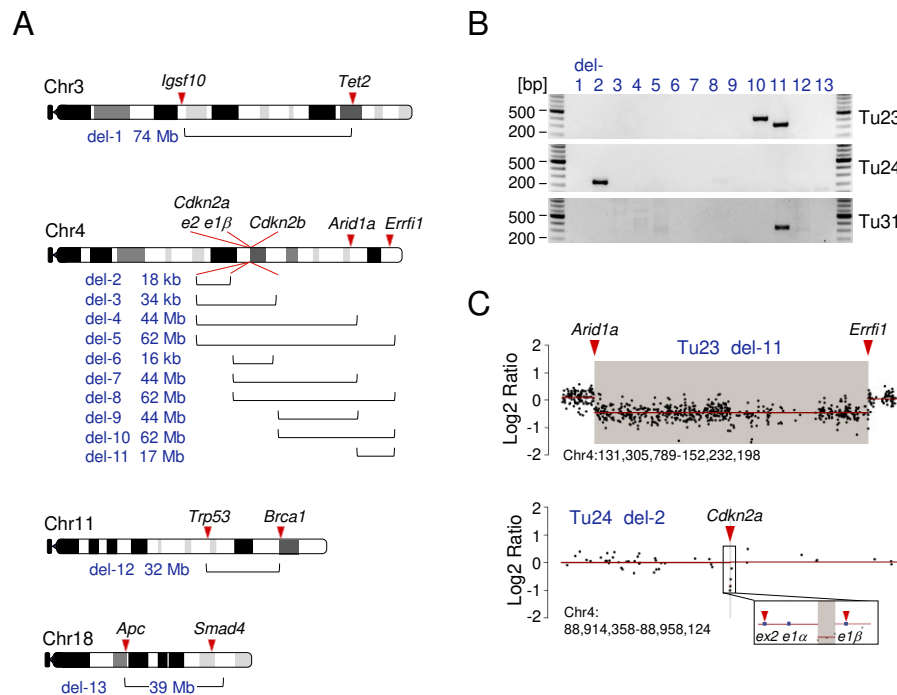 A
Chr3
Igsf10
Tet2
del-1 74 Mb
Chr4
Cdkn2a
e2 e1β
Cdkn2b
Arid1a
Errfi1
del-2 18 kb
del-3 34 kb
del-4 44 Mb
del-5 62 Mb
del-6 16 kb
del-7 44 Mb
del-8 62 Mb
del-9 44 Mb
del-10 62 Mb
del-11 17 Mb
Chr11
Trp53
Brca1
del-12 32 Mb
Chr18
Apc
Smad4
del-13 39 Mb
B
del-
[bp] 1 2 3 4 5 6 7 8 9 10 11 12 13
500
200
Tu23
500
200
Tu24
500
200
Tu31
C
Arid1a
Errfi1
Tu23 del-11
Log2 Ratio
2
1
0
-1
-2
Chr4:131,305,789-152,232,198
Tu24 del-2
Cdkn2a
Log2 Ratio
2
1
0
-1
-2
Chr4:
88,914,358-88,958,124
ex2 e1α e1β